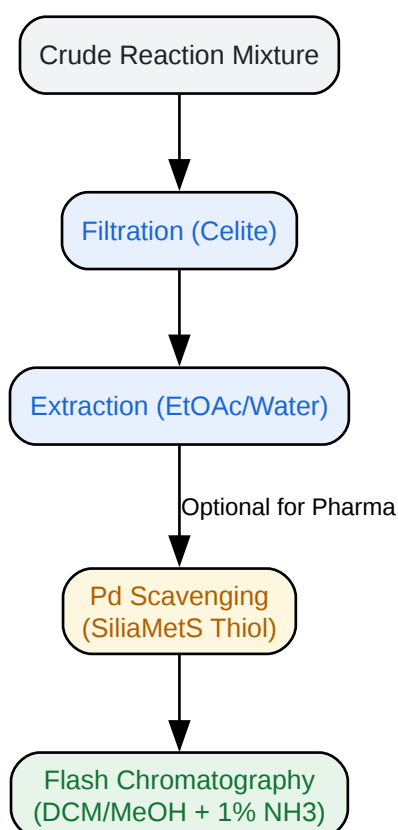 Crude Reaction Mixture
Filtration (Celite)
Extraction (EtOAc/Water)
Optional for Pharma
Pd Scavenging
(SiliaMetS Thiol)
Flash Chromatography
(DCM/MeOH + 1% NH3)